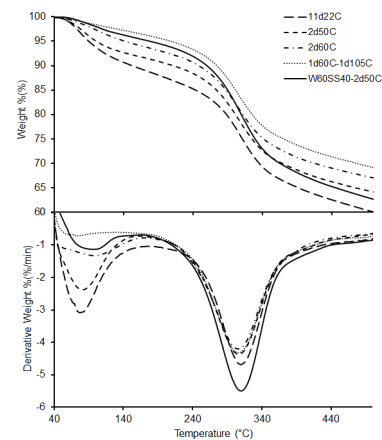 100
95
90
85
80
75
70
65
60
Weight %(%)
11d22C
2d50C
2d60C
1d60C-1d105C
W60SS40-2d50C
-1
-2
-3
-4
-5
-6
Derivative Weight %(%/min)
40 140 240 340 440
Temperature (°C)